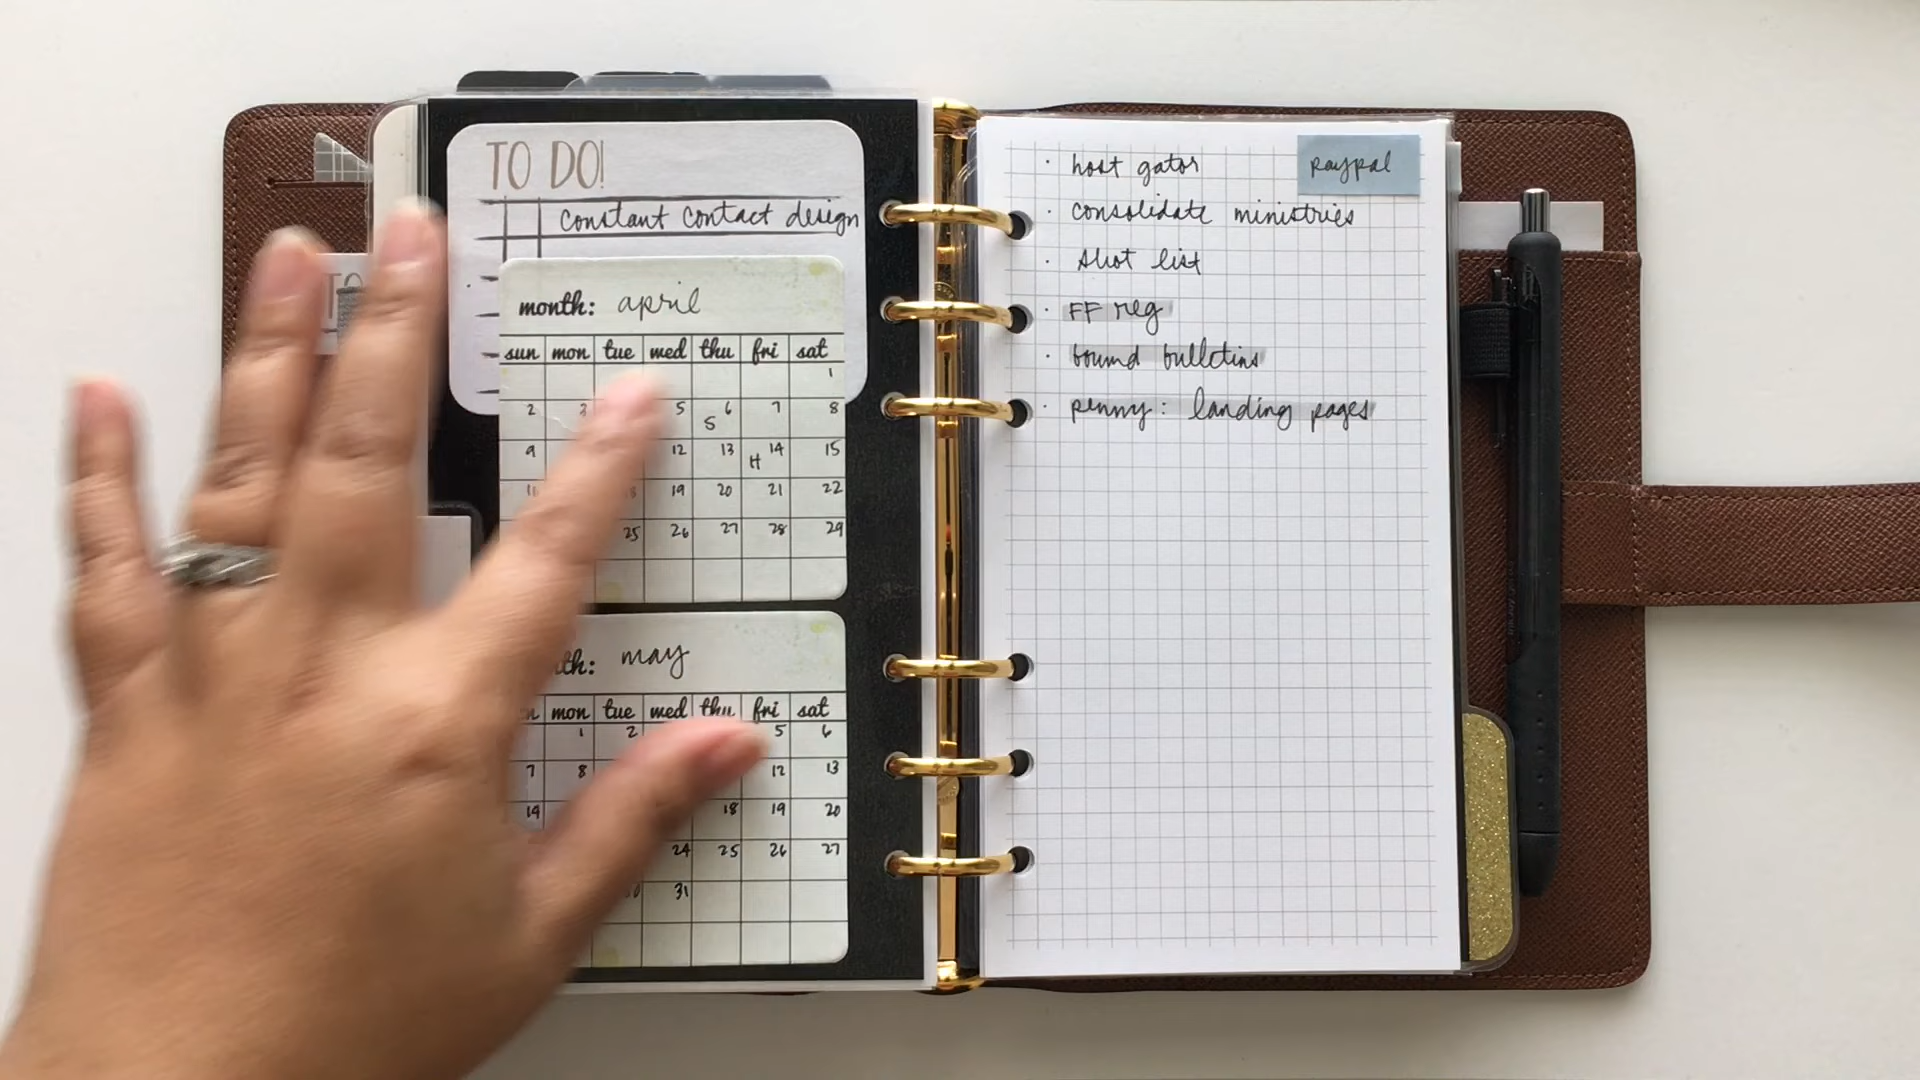 TO DO!
constant contact design
month: april
sun mon tue wed thu fri sat
1
2 3 5 6 7 8
S
9 12 13 14 15
H
19 20 21 22
25 26 27 28 29
may
mon tue wed thu fri sat
1 2 5 6
7 8 12 13
14 18 19 20
24 25 26 27
31
paypal
· host gator
· consolidate ministries
· shot list
· FF reg
· bound bulletins
· penny: landing pages